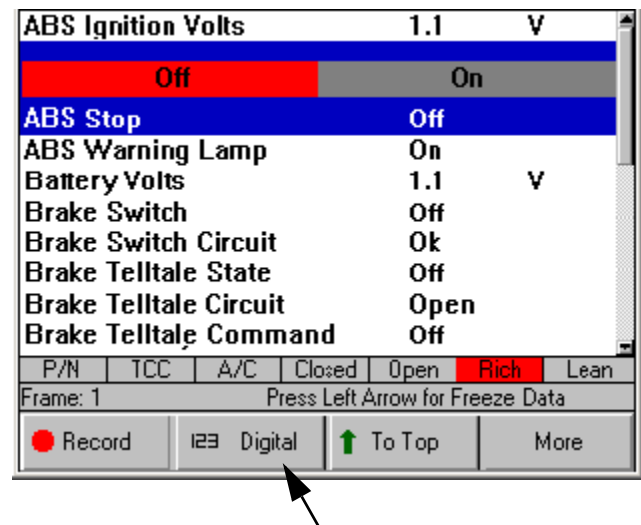 ABS Ignition Volts 1.1 V
Off On
ABS Stop Off
ABS Warning Lamp On
Battery Volts 1.1 V
Brake Switch Off
Brake Switch Circuit Ok
Brake Telltale State Off
Brake Telltale Circuit Open
Brake Telltale Command Off
P/N TCC A/C Closed Open Rich Lean
Frame: 1 Press Left Arrow for Freeze Data
Record 123 Digital To Top More